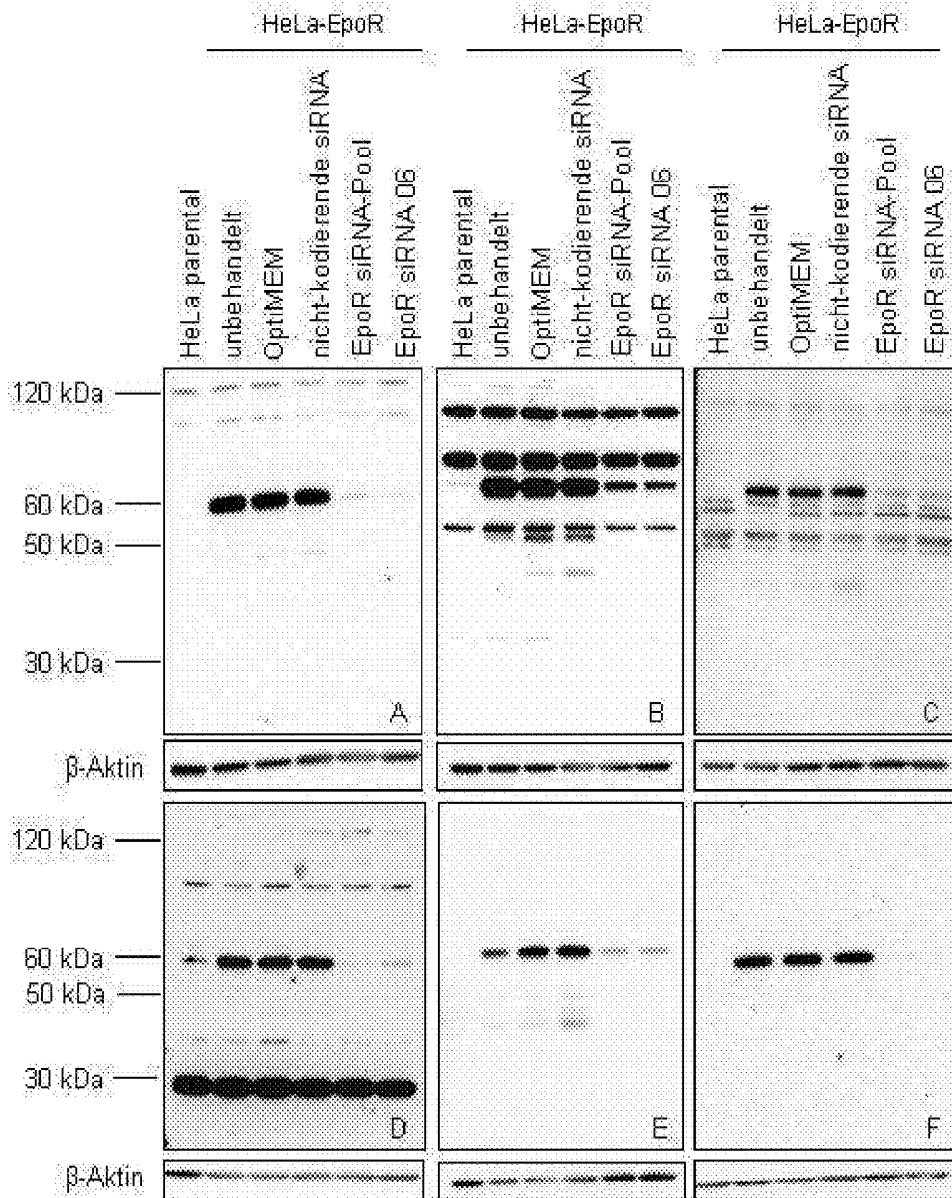 HeLa-EpoR
HeLa-EpoR
HeLa-EpoR
HeLa parental
unbehandelt
OptiMEM
nicht-kodierende siRNA
EpoR siRNA-Pool
EpoR siRNA 06
HeLa parental
unbehandelt
OptiMEM
nicht-kodierende siRNA
EpoR siRNA-Pool
EpoR siRNA 06
HeLa parental
unbehandelt
OptiMEM
nicht-kodierende siRNA
EpoR siRNA-Pool
EpoR siRNA 06
120 kDa
60 kDa
50 kDa
30 kDa
A
B
C
β-Aktin
120 kDa
60 kDa
50 kDa
30 kDa
D
E
F
β-Aktin